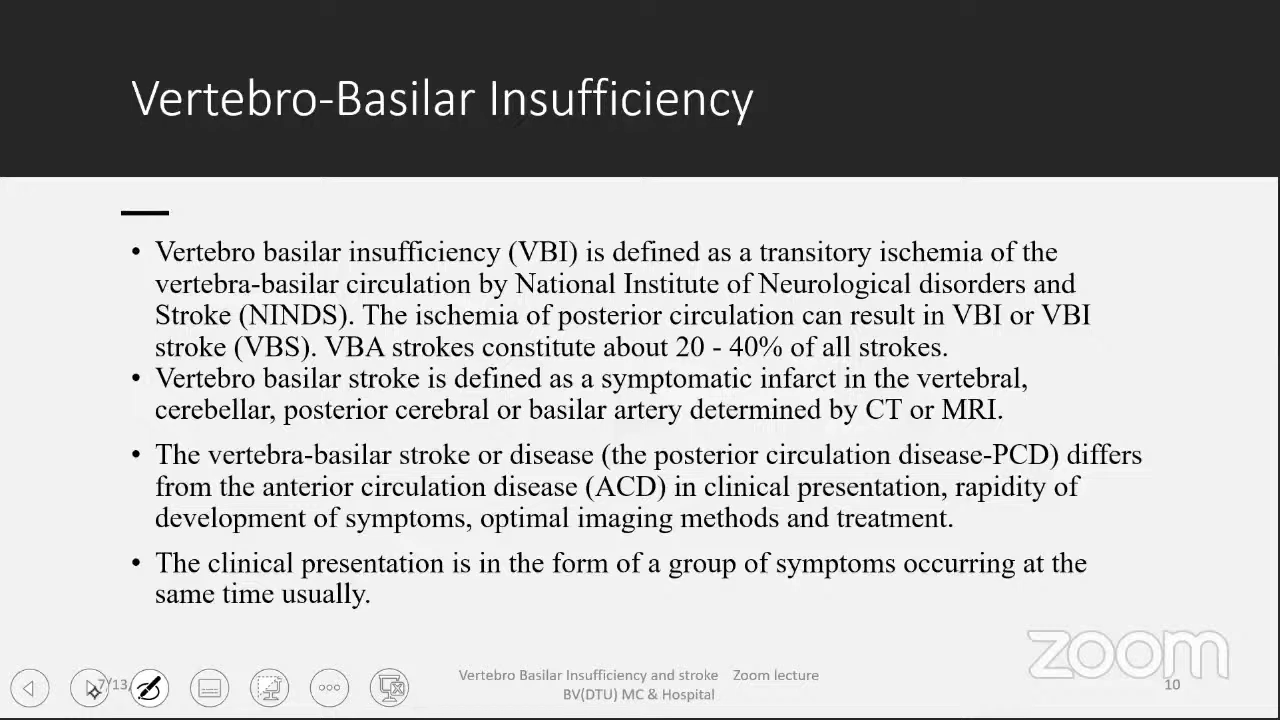 Vertebro-Basilar Insufficiency
• Vertebro basilar insufficiency (VBI) is defined as a transitory ischemia of the
vertebra-basilar circulation by National Institute of Neurological disorders and
Stroke (NINDS). The ischemia of posterior circulation can result in VBI or VBI
stroke (VBS). VBA strokes constitute about 20 - 40% of all strokes.
• Vertebro basilar stroke is defined as a symptomatic infarct in the vertebral,
cerebellar, posterior cerebral or basilar artery determined by CT or MRI.
• The vertebra-basilar stroke or disease (the posterior circulation disease-PCD) differs
from the anterior circulation disease (ACD) in clinical presentation, rapidity of
development of symptoms, optimal imaging methods and treatment.
• The clinical presentation is in the form of a group of symptoms occurring at the
same time usually.
zoom
7/13/
Vertebro Basilar Insufficiency and stroke Zoom lecture
BV(DTU) MC & Hospital
10